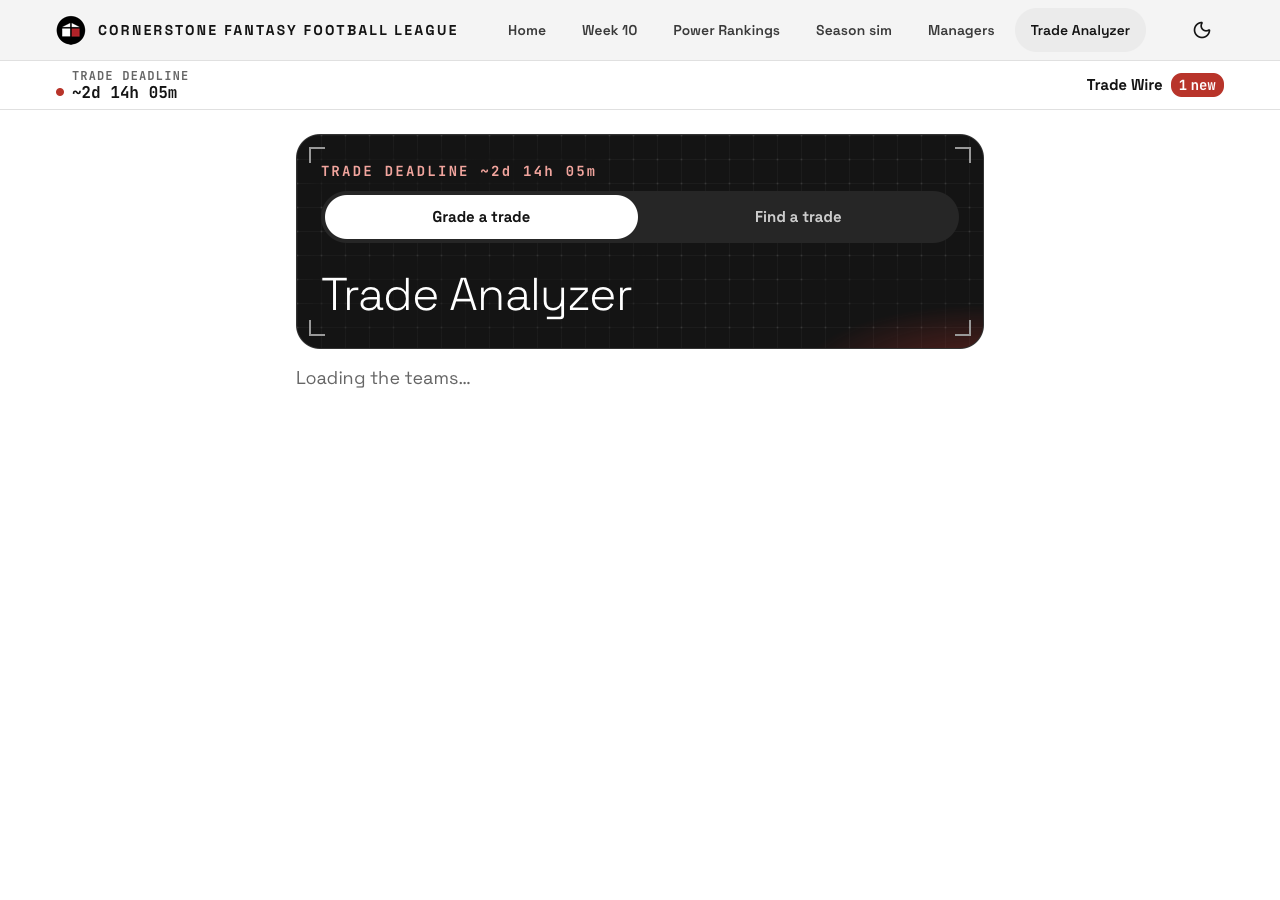 CORNERSTONE FANTASY FOOTBALL LEAGUE
Home
Week 10
Power Rankings
Season sim
Managers
Trade Analyzer
TRADE DEADLINE
~2d 14h 05m
Trade Wire
1 new
TRADE DEADLINE ~2d 14h 05m
Grade a trade
Find a trade
Trade Analyzer
Loading the teams…